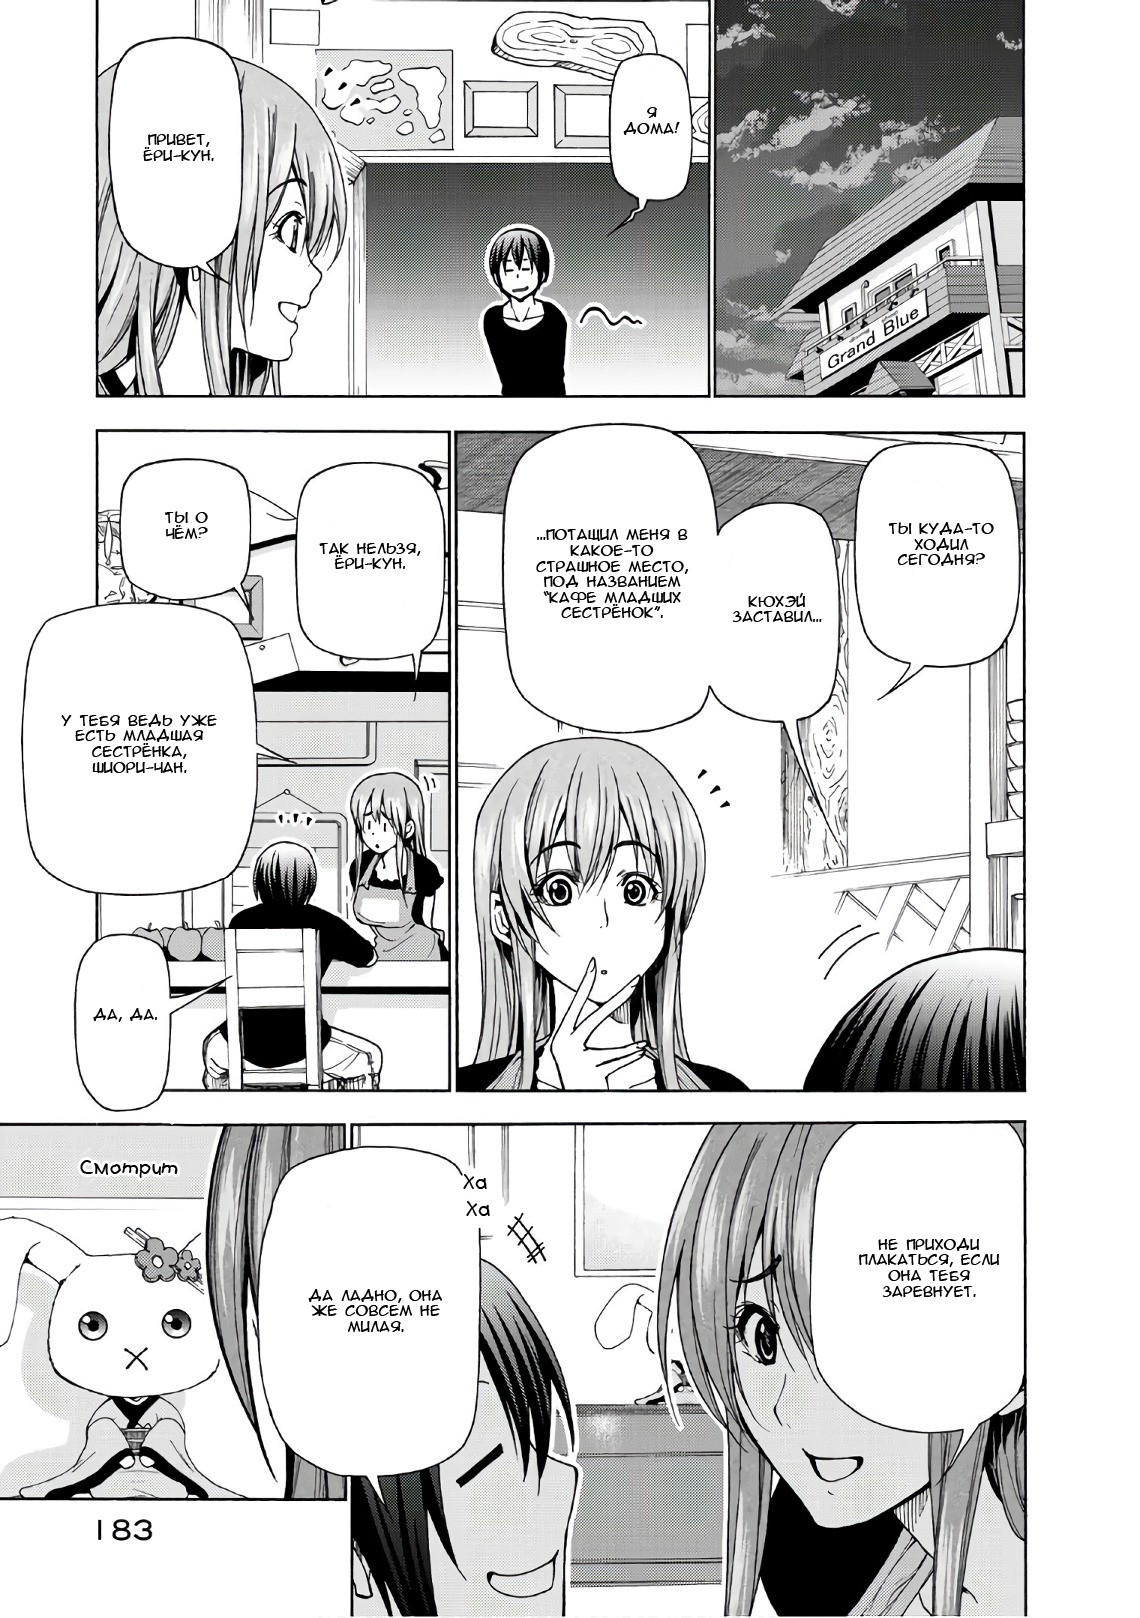 Grand Blue
Я
ДОМА!
ПРИВЕТ,
ЁРИ-КУН.
ТЫ КУДА-ТО
ХОДИЛ
СЕГОДНЯ?
КЮХЭЙ
ЗАСТАВИЛ...
...ПОТАЩИЛ МЕНЯ В
КАКОЕ-ТО
СТРАШНОЕ МЕСТО,
ПОД НАЗВАНИЕМ
"КАФЕ МЛАДШИХ
СЕСТРЁНОК".
ТАК НЕЛЬЗЯ,
ЁРИ-КУН.
ТЫ О
ЧЁМ?
У ТЕБЯ ВЕДЬ УЖЕ
ЕСТЬ МЛАДШАЯ
СЕСТРЁНКА,
ШИОРИ-ЧАН.
ДА, ДА.
НЕ ПРИХОДИ
ПЛАКАТЬСЯ, ЕСЛИ
ОНА ТЕБЯ
ЗАРЕВНУЕТ.
Ха
Ха
ДА ЛАДНО, ОНА
ЖЕ СОВСЕМ НЕ
МИЛАЯ.
Смотрит
183